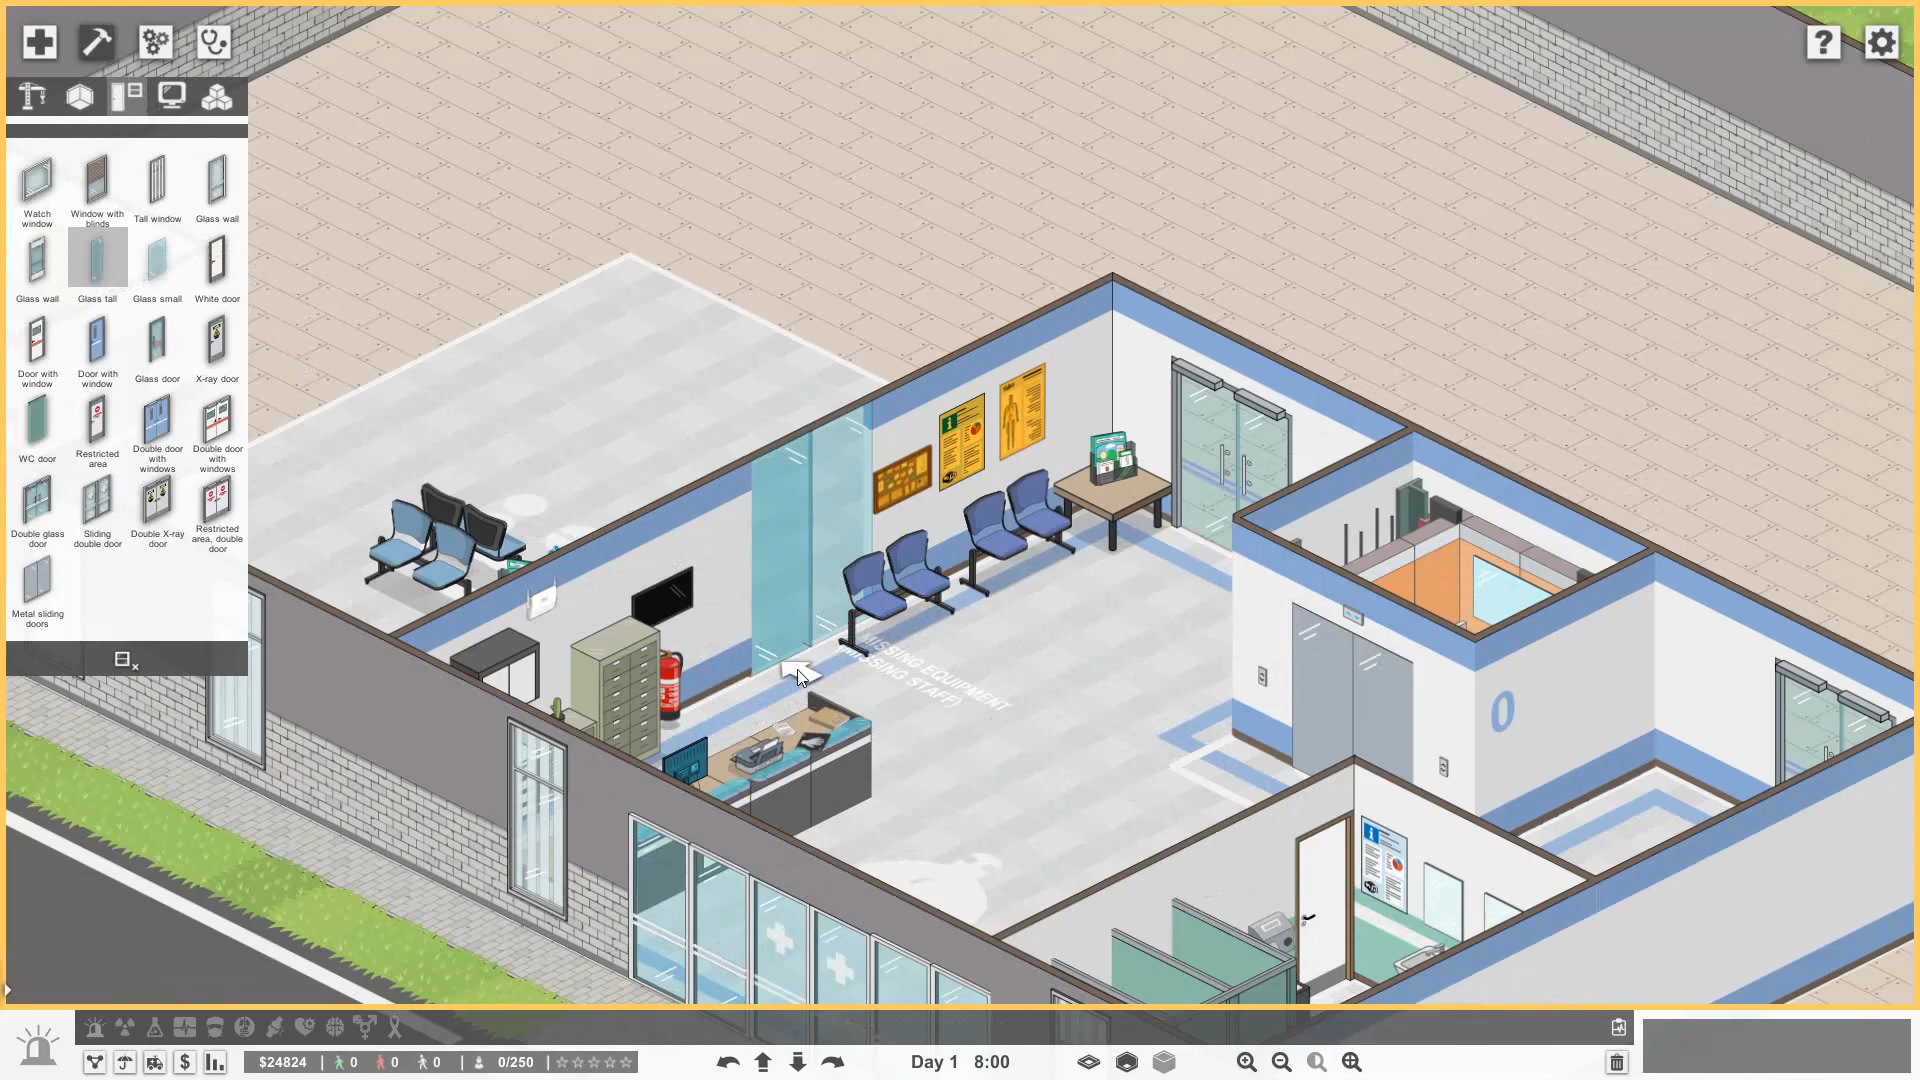 ?
Watch
window
Window with
blinds
Tall window
Glass wall
Glass wall
Glass tall
Glass small
White door
Door with
window
Door with
window
Glass door
X-ray door
WC door
Restricted
area
Double door
with
windows
Double door
with
windows
Double glass
door
Sliding
double door
Double X-ray
door
Restricted
area, double
door
Metal sliding
doors
MISSING EQUIPMENT
(MISSING STAFF)
0
$24824
0
0
0
0/250
Day 1 8:00